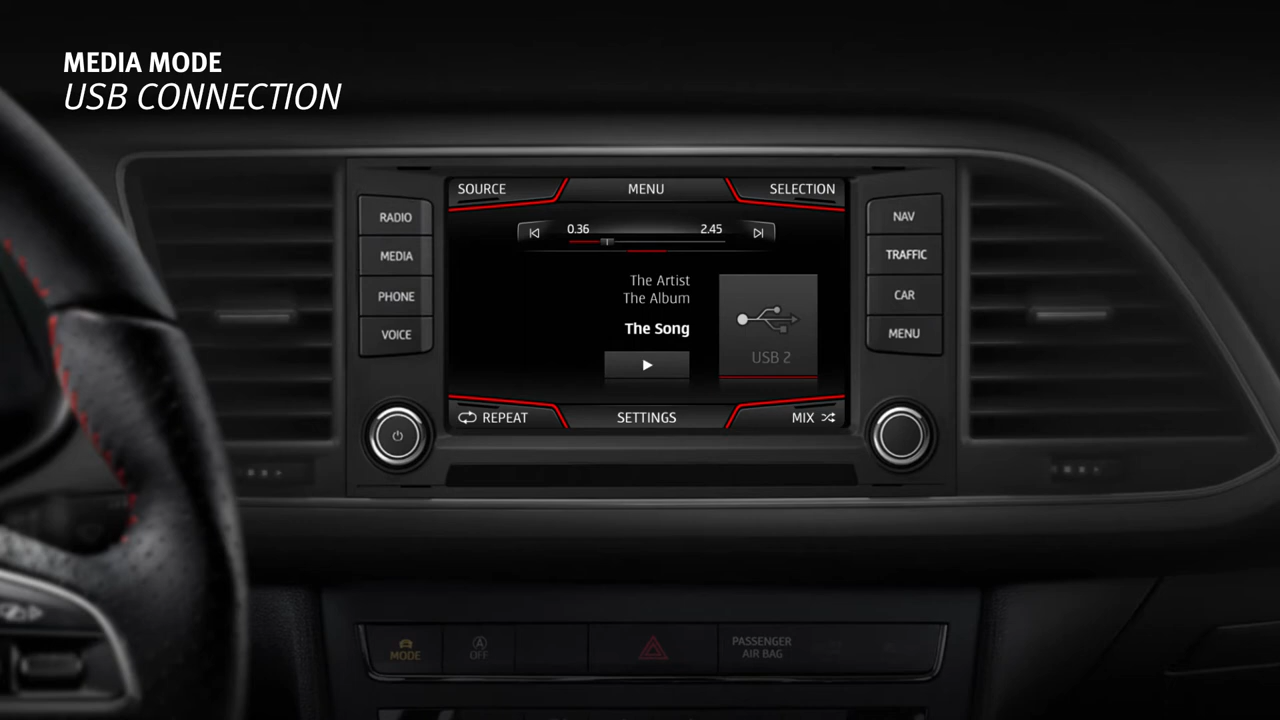 MEDIA MODE
USB CONNECTION
SOURCE
MENU
SELECTION
RADIO
MEDIA
PHONE
VOICE
0.36
2.45
The Artist
The Album
The Song
USB 2
REPEAT
SETTINGS
MIX
NAV
TRAFFIC
CAR
MENU
MODE
OFF
PASSENGER
AIR BAG